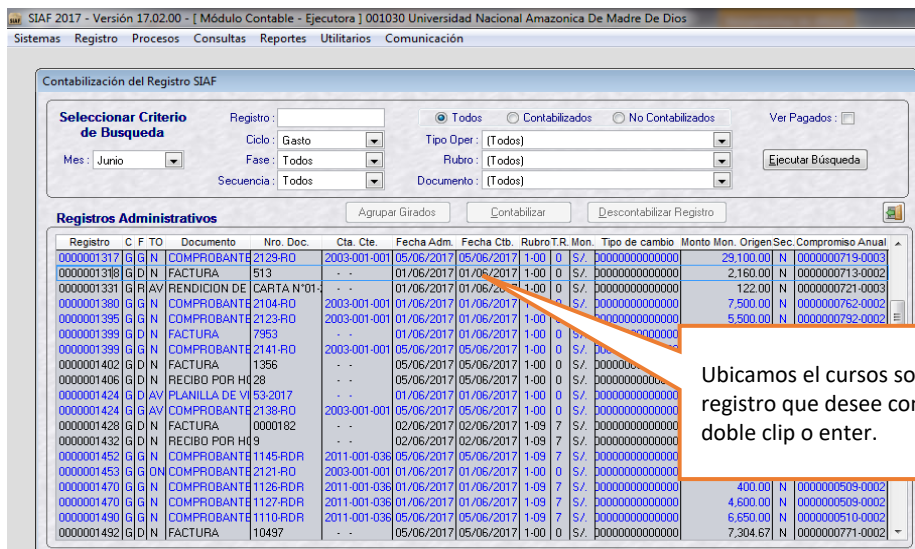 SIAF 2017 - Versión 17.02.00 - [ Módulo Contable - Ejecutora ] 001030 Universidad Nacional Amazonica De Madre De Dios
Sistemas Registro Procesos Consultas Reportes Utilitarios Comunicación
Contabilización del Registro SIAF
Seleccionar Criterio de Busqueda
Registro :
Todos Contabilizados No Contabilizados Ver Pagados :
Ciclo : Gasto Tipo Oper : (Todos)
Mes : Junio Fase : Todos Rubro : (Todos) Ejecutar Búsqueda
Secuencia : Todos Documento : (Todos)
Registros Administrativos Agrupar Girados Contabilizar Descontabilizar Registro
Registro C F TO Documento Nro. Doc. Cta. Cte. Fecha Adm. Fecha Ctb. Rubro T.R. Mon. Tipo de cambio Monto Mon. Origen Sec. Compromiso Anual
0000001317 G G N COMPROBANTE 2129-RO 2003-001-001 05/06/2017 05/06/2017 1-00 0 S/. 00000000000000 29,100.00 N 0000000719-0003
0000001318 G D N FACTURA 513 - - 01/06/2017 01/06/2017 1-00 0 S/. 00000000000000 2,160.00 N 0000000713-0002
0000001331 G R AV RENDICION DE CARTA N°01- - - 01/06/2017 01/06/2017 1-00 0 S/. 00000000000000 122.00 N 0000000721-0003
0000001380 G G N COMPROBANTE 2104-RO 2003-001-001 01/06/2017 01/06/2017 1-00 S/. 00000000000000 7,500.00 N 0000000762-0002
0000001395 G G N COMPROBANTE 2123-RO 2003-001-001 01/06/2017 01/06/2017 1-00 0 S/. 5,500.00 N 0000000792-0002
0000001399 G D N FACTURA 7953 - - 01/06/2017 01/06/2017 1-00 0 S/.
0000001399 G G N COMPROBANTE 2141-RO 2003-001-001 05/06/2017 05/06/2017 1-00 0 S/.
0000001402 G D N FACTURA 1356 - - 05/06/2017 05/06/2017 1-00 0 S/.
0000001406 G D N RECIBO POR HO 28 - - 05/06/2017 05/06/2017 1-00 0 S/.
0000001424 G D AV PLANILLA DE VI 53-2017 - - 01/06/2017 01/06/2017 1-00 0 S/.
0000001424 G G AV COMPROBANTE 2138-RO 2003-001-001 05/06/2017 05/06/2017 1-00 0 S/.
0000001428 G D N FACTURA 0000182 - - 02/06/2017 02/06/2017 1-09 7 S/.
0000001432 G D N RECIBO POR HO 9 - - 02/06/2017 02/06/2017 1-09 7 S/.
0000001452 G G N COMPROBANTE 1145-RDR 2011-001-036 05/06/2017 05/06/2017 1-09 7 S/.
0000001453 G G ON COMPROBANTE 2121-RO 2003-001-001 01/06/2017 01/06/2017 1-00 0 S/.
0000001470 G G N COMPROBANTE 1126-RDR 2011-001-036 01/06/2017 01/06/2017 1-09 7 S/. 00000000000000 400.00 N 0000000509-0002
0000001470 G G N COMPROBANTE 1127-RDR 2011-001-036 01/06/2017 01/06/2017 1-09 7 S/. 00000000000000 4,600.00 N 0000000509-0002
0000001490 G G N COMPROBANTE 1110-RDR 2011-001-036 05/06/2017 05/06/2017 1-09 7 S/. 00000000000000 6,650.00 N 0000000510-0002
0000001492 G D N FACTURA 10497 - - 05/06/2017 05/06/2017 1-00 0 S/. 00000000000000 7,304.67 N 0000000771-0002
Ubicamos el cursos so
registro que desee con
doble clip o enter.